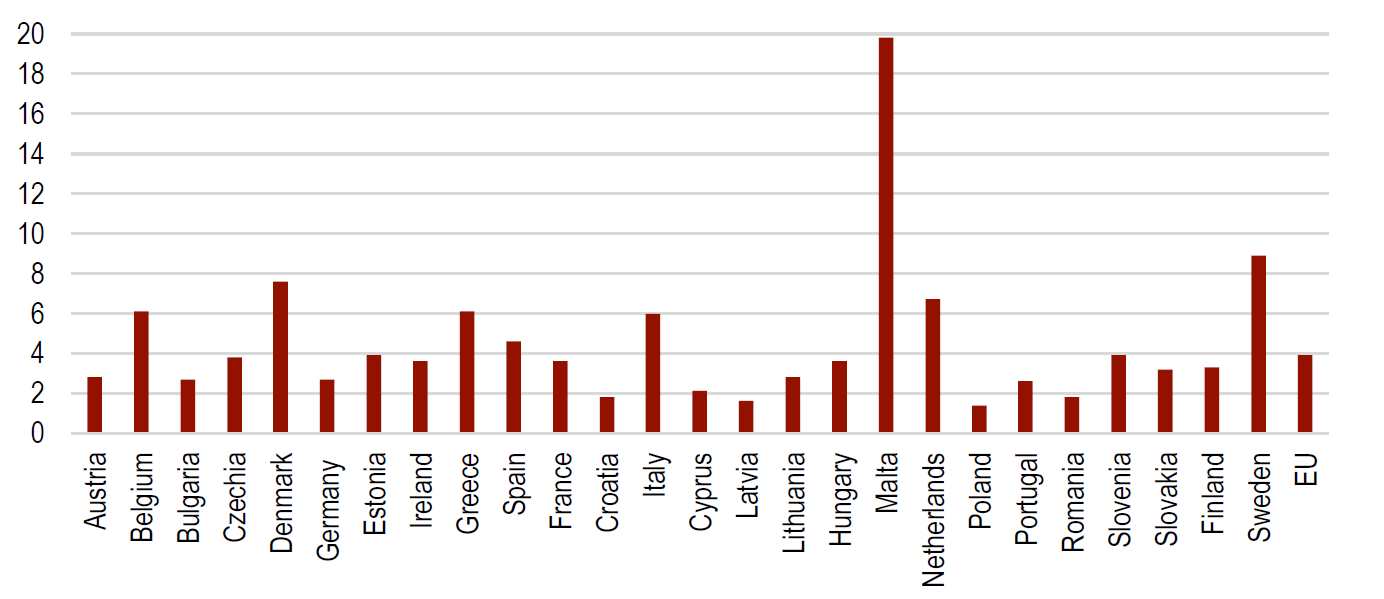 20
18
16
14
12
10
8
6
4
2
0
Austria
Belgium
Bulgaria
Czechia
Denmark
Germany
Estonia
Ireland
Greece
Spain
France
Croatia
Italy
Cyprus
Latvia
Lithuania
Hungary
Malta
Netherlands
Poland
Portugal
Romania
Slovenia
Slovakia
Finland
Sweden
EU